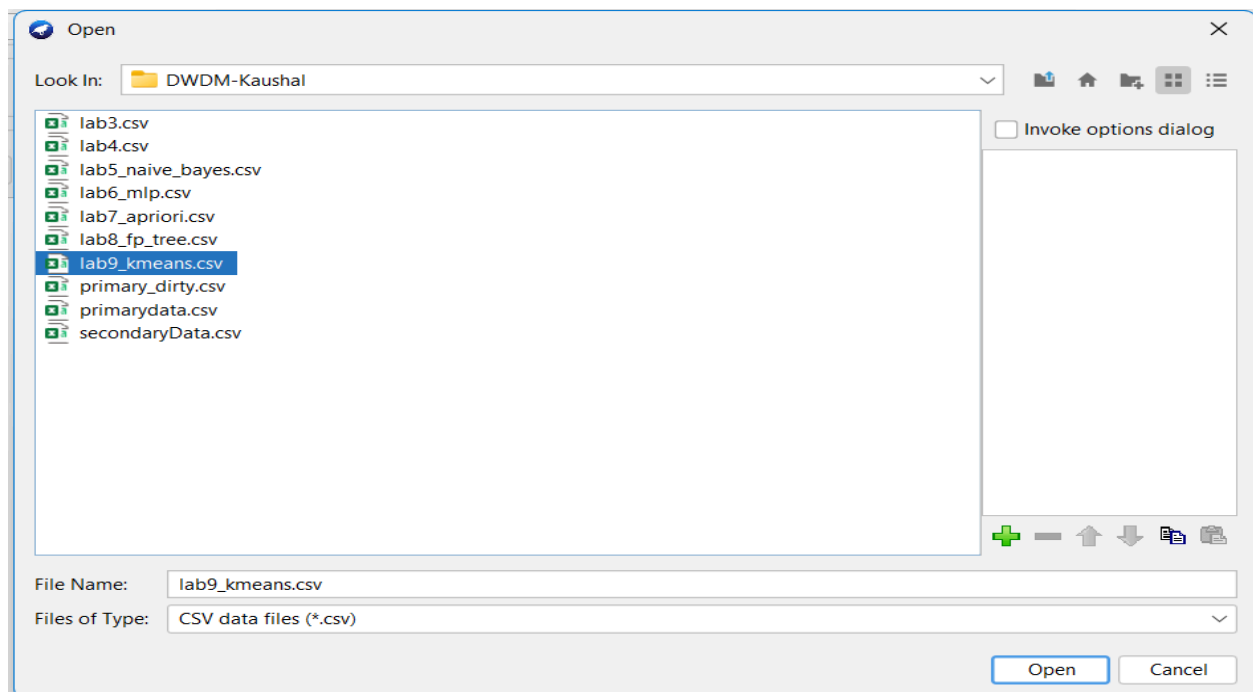 Open
Look In: DWDM-Kaushal
lab3.csv
lab4.csv
lab5_naive_bayes.csv
lab6_mlp.csv
lab7_apriori.csv
lab8_fp_tree.csv
lab9_kmeans.csv
primary_dirty.csv
primarydata.csv
secondaryData.csv
Invoke options dialog
File Name: lab9_kmeans.csv
Files of Type: CSV data files (*.csv)
Open Cancel